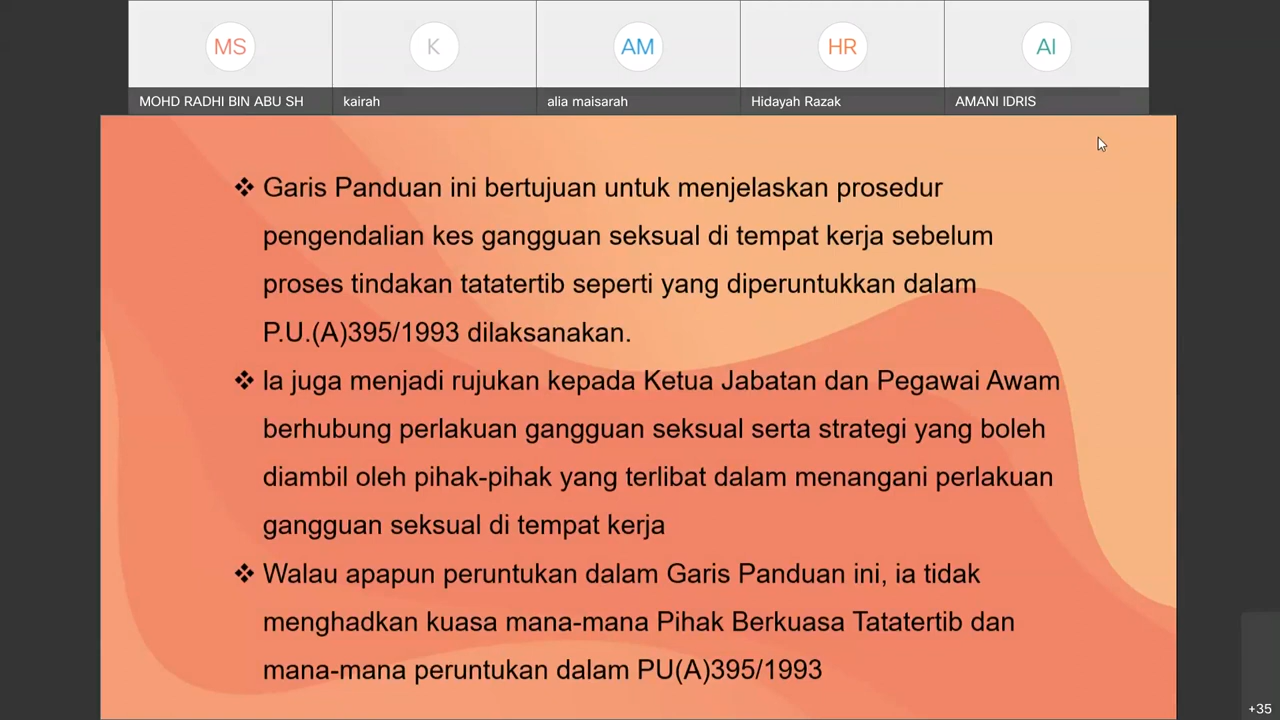 MS
K
AM
HR
AI
MOHD RADHI BIN ABU SH
kairah
alia maisarah
Hidayah Razak
AMANI IDRIS
❖ Garis Panduan ini bertujuan untuk menjelaskan prosedur
pengendalian kes gangguan seksual di tempat kerja sebelum
proses tindakan tatatertib seperti yang diperuntukkan dalam
P.U.(A)395/1993 dilaksanakan.
❖ Ia juga menjadi rujukan kepada Ketua Jabatan dan Pegawai Awam
berhubung perlakuan gangguan seksual serta strategi yang boleh
diambil oleh pihak-pihak yang terlibat dalam menangani perlakuan
gangguan seksual di tempat kerja
❖ Walau apapun peruntukan dalam Garis Panduan ini, ia tidak
menghadkan kuasa mana-mana Pihak Berkuasa Tatatertib dan
mana-mana peruntukan dalam PU(A)395/1993
+35